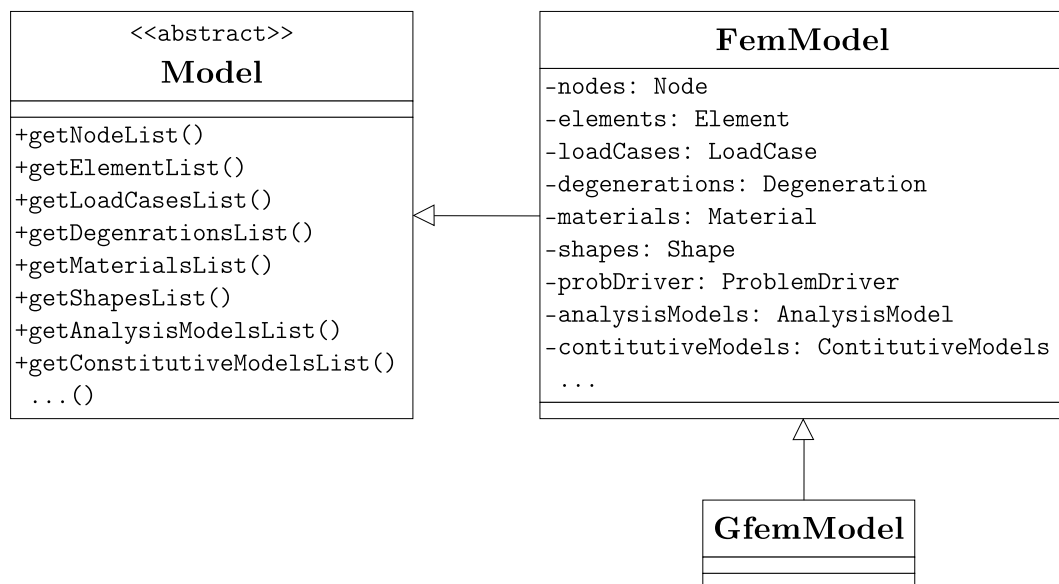 <<abstract>>
Model
+getNodeList()
+getElementList()
+getLoadCasesList()
+getDegenrationsList()
+getMaterialsList()
+getShapesList()
+getAnalysisModelsList()
+getConstitutiveModelsList()
...()
FemModel
-nodes: Node
-elements: Element
-loadCases: LoadCase
-degenerations: Degeneration
-materials: Material
-shapes: Shape
-probDriver: ProblemDriver
-analysisModels: AnalysisModel
-contitutiveModels: ContitutiveModels
...
GfemModel